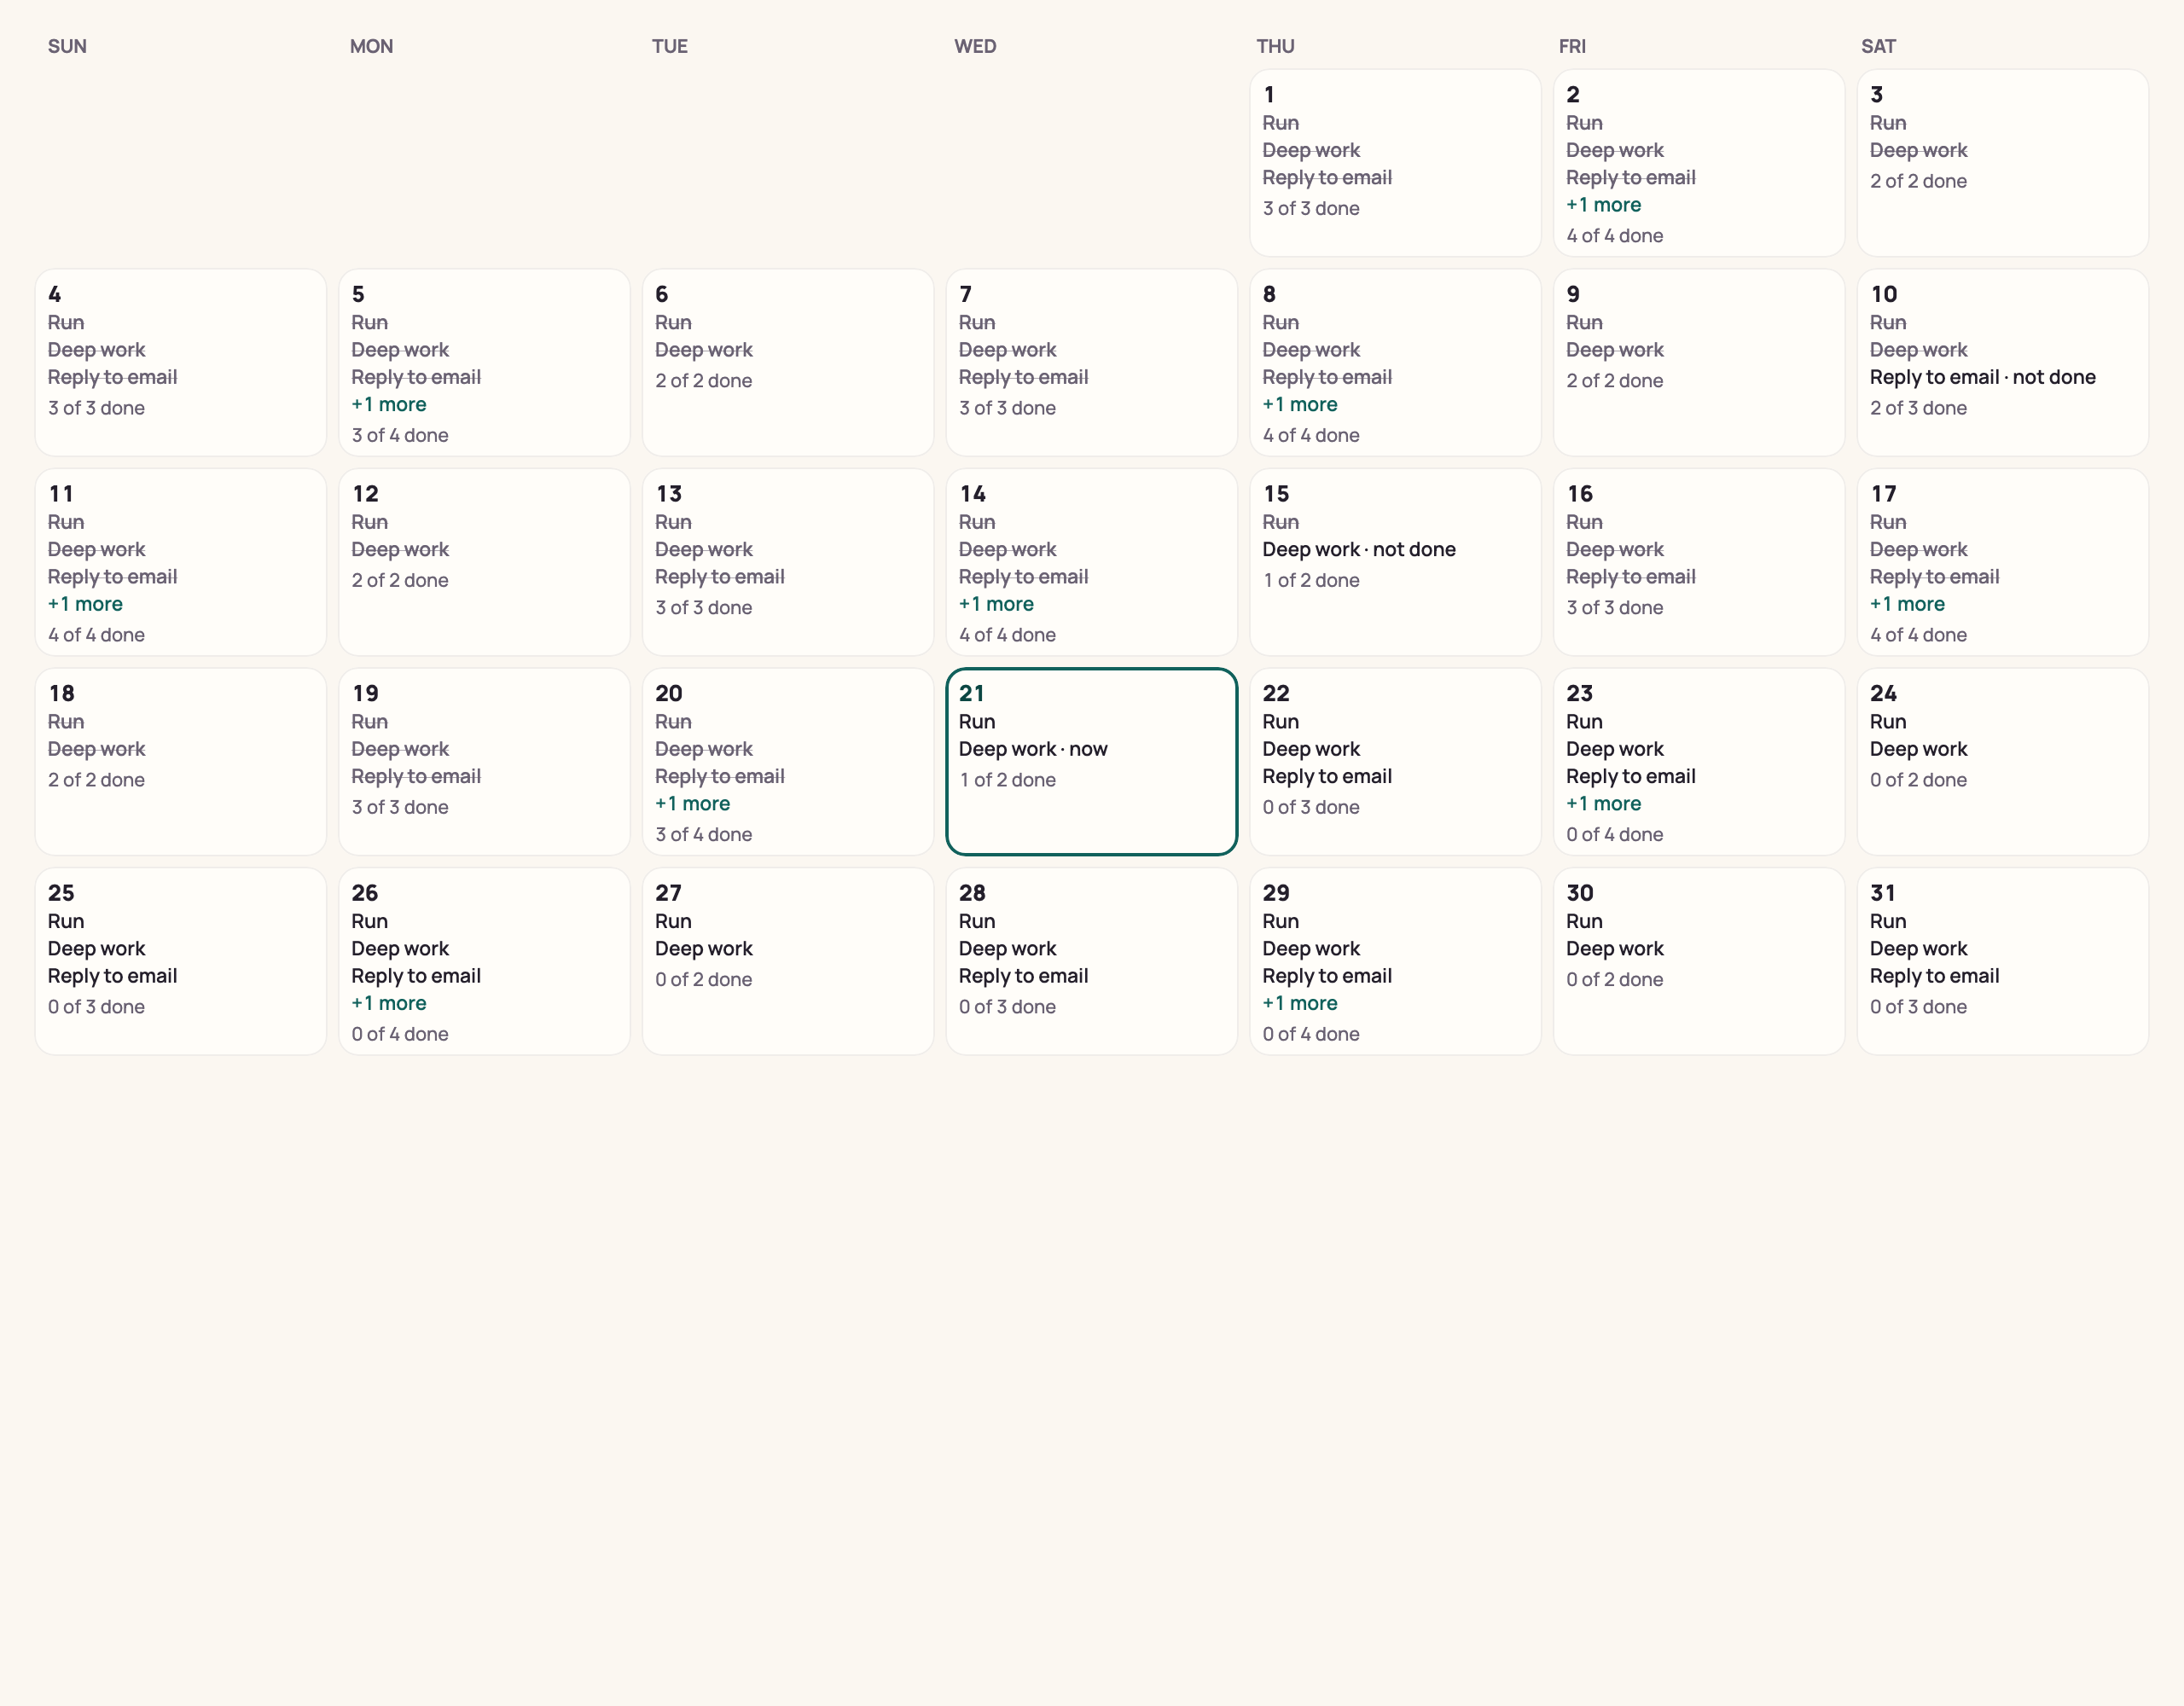 SUN MON TUE WED THU FRI SAT
1
Run
Deep work
Reply to email
3 of 3 done
2
Run
Deep work
Reply to email
+1 more
4 of 4 done
3
Run
Deep work
2 of 2 done
4
Run
Deep work
Reply to email
3 of 3 done
5
Run
Deep work
Reply to email
+1 more
3 of 4 done
6
Run
Deep work
2 of 2 done
7
Run
Deep work
Reply to email
3 of 3 done
8
Run
Deep work
Reply to email
+1 more
4 of 4 done
9
Run
Deep work
2 of 2 done
10
Run
Deep work
Reply to email · not done
2 of 3 done
11
Run
Deep work
Reply to email
+1 more
4 of 4 done
12
Run
Deep work
2 of 2 done
13
Run
Deep work
Reply to email
3 of 3 done
14
Run
Deep work
Reply to email
+1 more
4 of 4 done
15
Run
Deep work · not done
1 of 2 done
16
Run
Deep work
Reply to email
3 of 3 done
17
Run
Deep work
Reply to email
+1 more
4 of 4 done
18
Run
Deep work
2 of 2 done
19
Run
Deep work
Reply to email
3 of 3 done
20
Run
Deep work
Reply to email
+1 more
3 of 4 done
21
Run
Deep work · now
1 of 2 done
22
Run
Deep work
Reply to email
0 of 3 done
23
Run
Deep work
Reply to email
+1 more
0 of 4 done
24
Run
Deep work
0 of 2 done
25
Run
Deep work
Reply to email
0 of 3 done
26
Run
Deep work
Reply to email
+1 more
0 of 4 done
27
Run
Deep work
0 of 2 done
28
Run
Deep work
Reply to email
0 of 3 done
29
Run
Deep work
Reply to email
+1 more
0 of 4 done
30
Run
Deep work
0 of 2 done
31
Run
Deep work
Reply to email
0 of 3 done